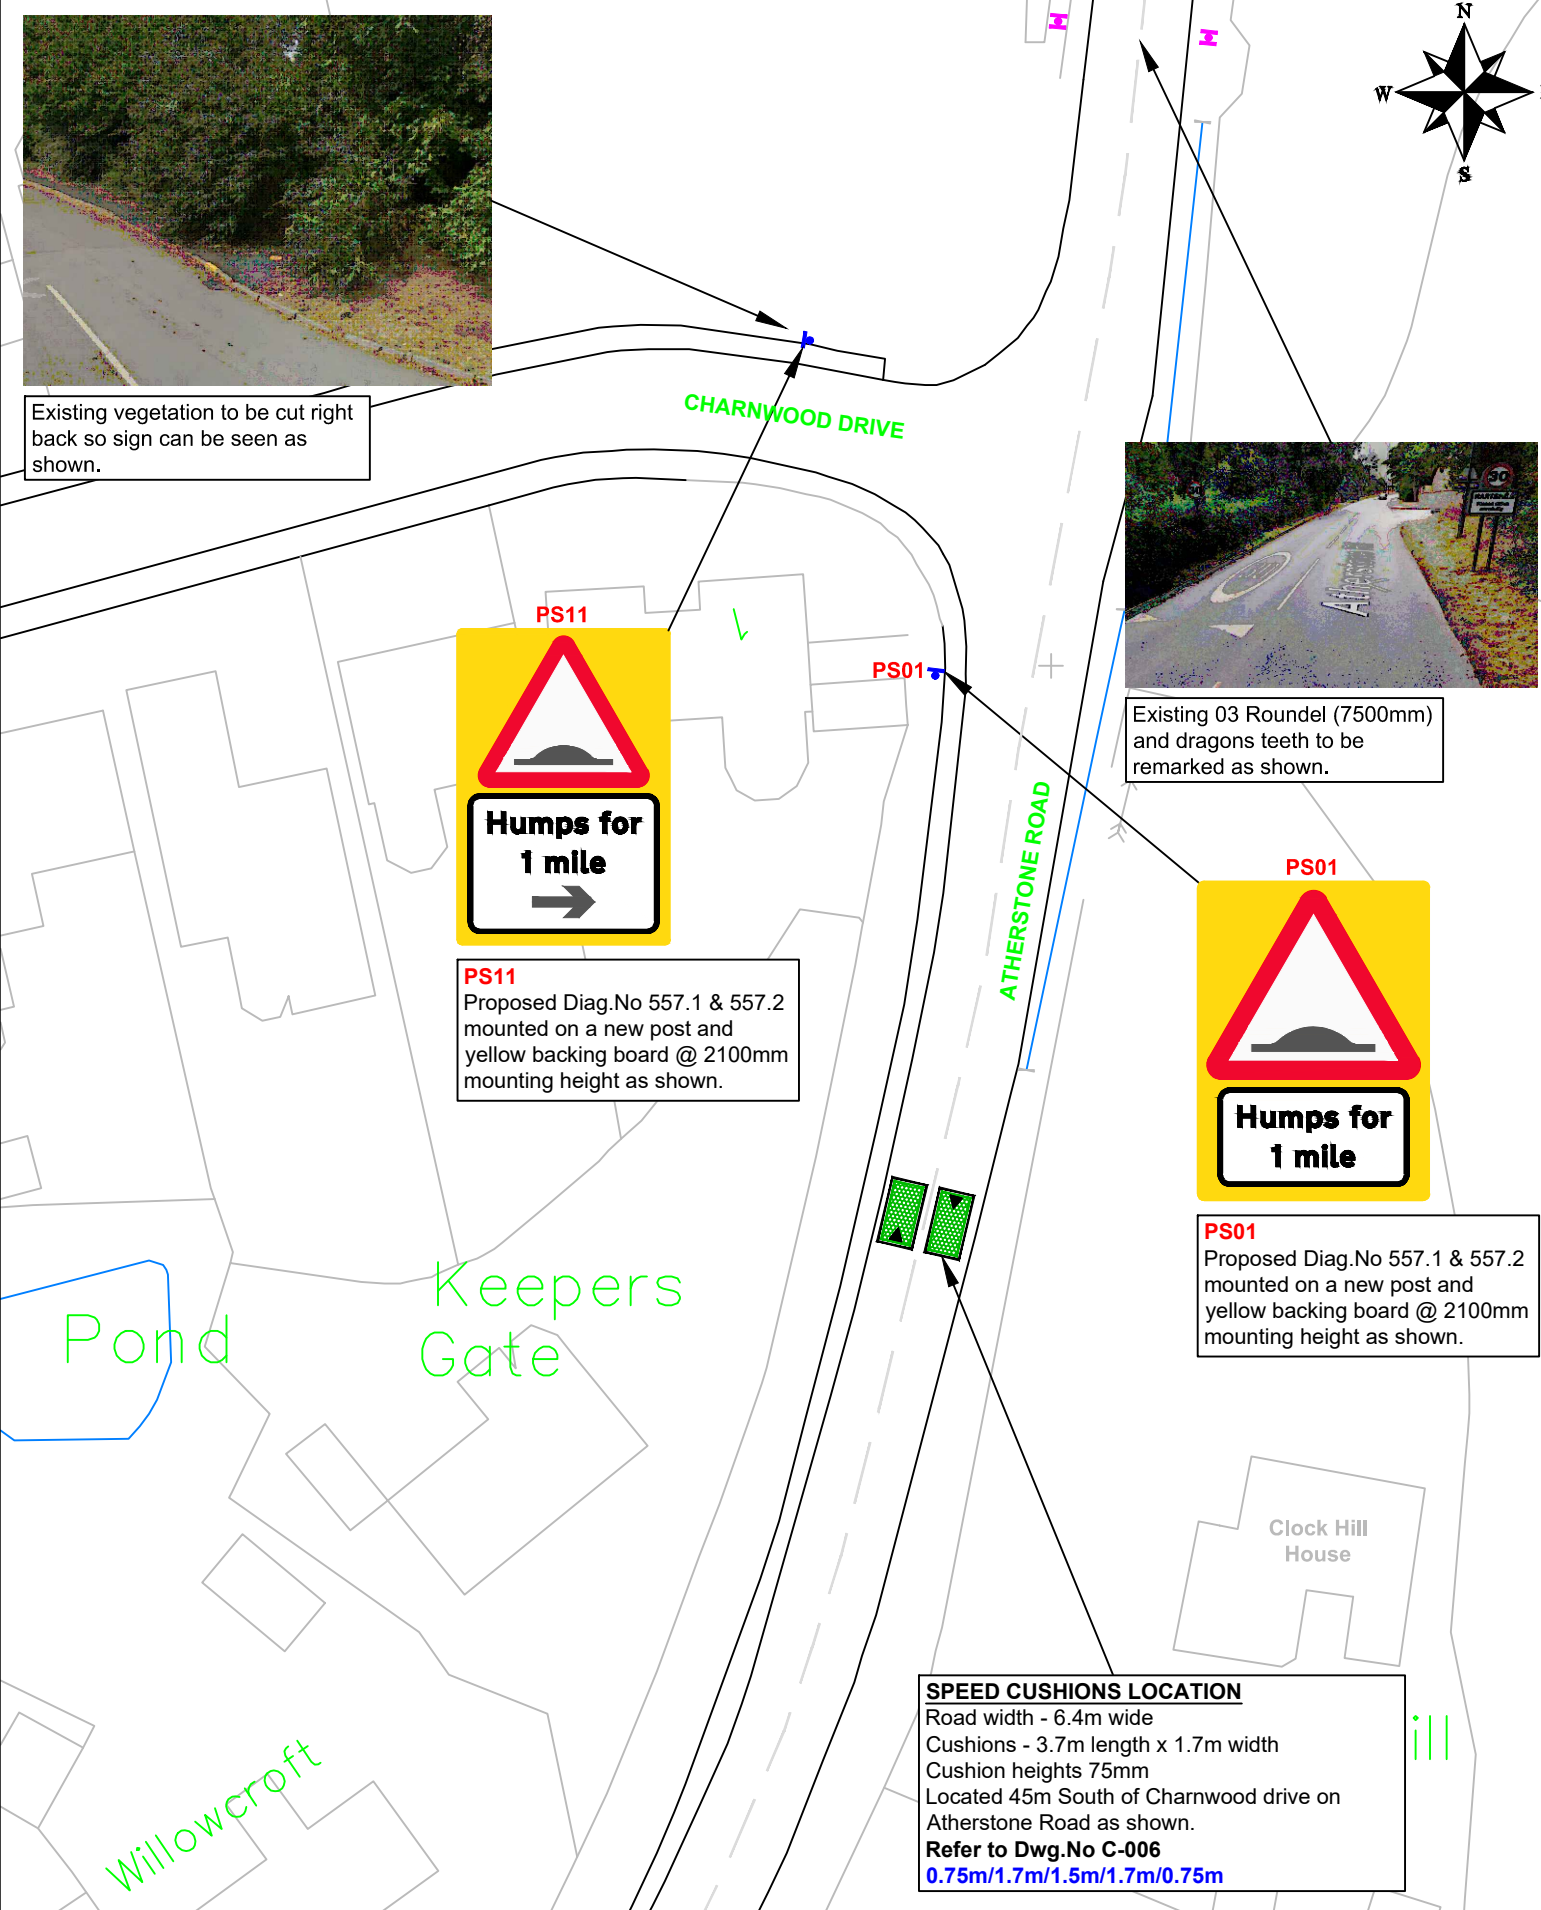 N
W
S
Existing vegetation to be cut right
back so sign can be seen as
shown.
CHARNWOOD DRIVE
30
Atherstone
Existing 03 Roundel (7500mm)
and dragons teeth to be
remarked as shown.
PS11
Humps for
1 mile
PS11
Proposed Diag.No 557.1 & 557.2
mounted on a new post and
yellow backing board @ 2100mm
mounting height as shown.
PS01
ATHERSTONE ROAD
PS01
Humps for
1 mile
PS01
Proposed Diag.No 557.1 & 557.2
mounted on a new post and
yellow backing board @ 2100mm
mounting height as shown.
Pond
Keepers
Gate
Clock Hill
House
Willowcroft
ill
SPEED CUSHIONS LOCATION
Road width - 6.4m wide
Cushions - 3.7m length x 1.7m width
Cushion heights 75mm
Located 45m South of Charnwood drive on
Atherstone Road as shown.
Refer to Dwg.No C-006
0.75m/1.7m/1.5m/1.7m/0.75m